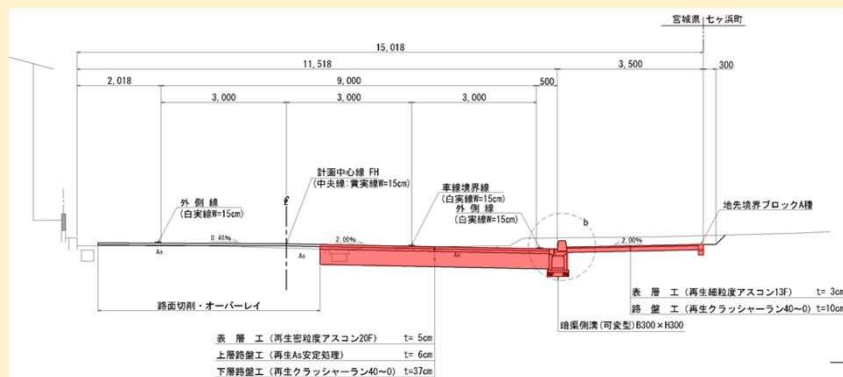 宮城県 七ヶ浜町
15,018
11,518
3,500
300
2,018
9,000
500
3,000
3,000
3,000
計画中心線 FH
(中央線:黄実線W=15cm)
車線境界線
(白実線W=15cm)
外 側 線
(白実線W=15cm)
外 側 線
(白実線W=15cm)
地先境界ブロックA種
b
0.46%
2.00%
2.00%
As
As
As
路面切削・オーバーレイ
表 層 工 (再生細粒度アスコン13F) t= 3cm
路 盤 工 (再生クラッシャーラン40~0) t=10cm
暗渠側溝(可変型)B300×H300
表 層 工 (再生密粒度アスコン20F) t= 5cm
上層路盤工 (再生As安定処理) t= 6cm
下層路盤工 (再生クラッシャーラン40~0) t=37cm